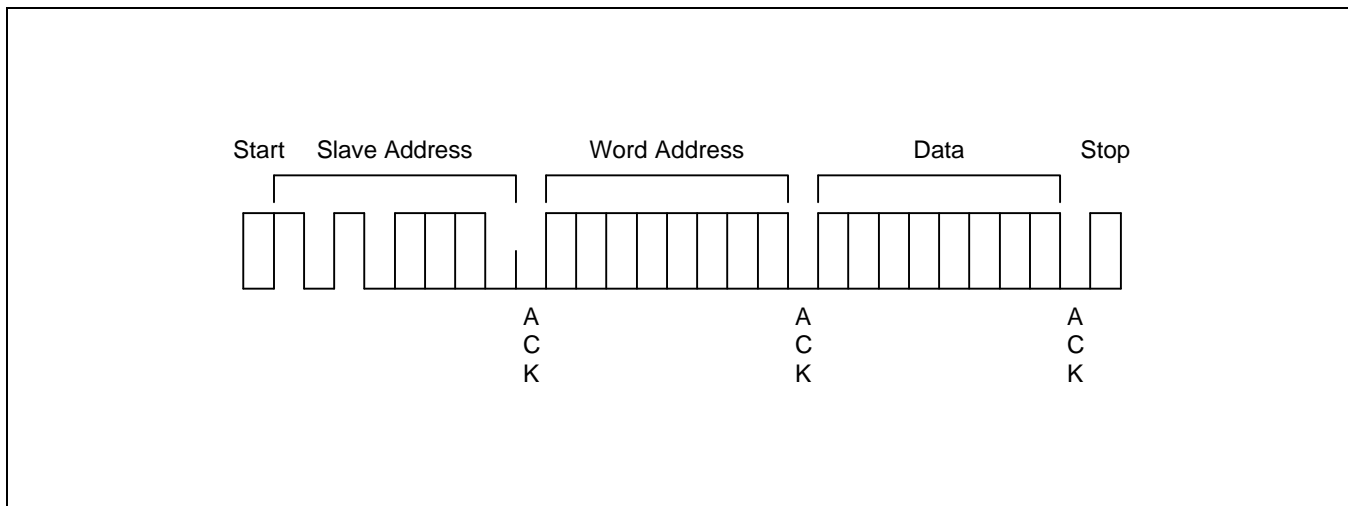 Start Slave Address Word Address Data Stop
A A A
C C C
K K K